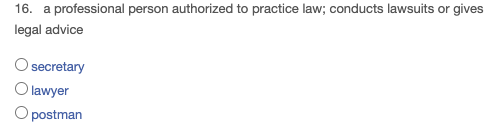 16. a professional person authorized to practice law; conducts lawsuits or gives
legal advice
secretary
lawyer
postman